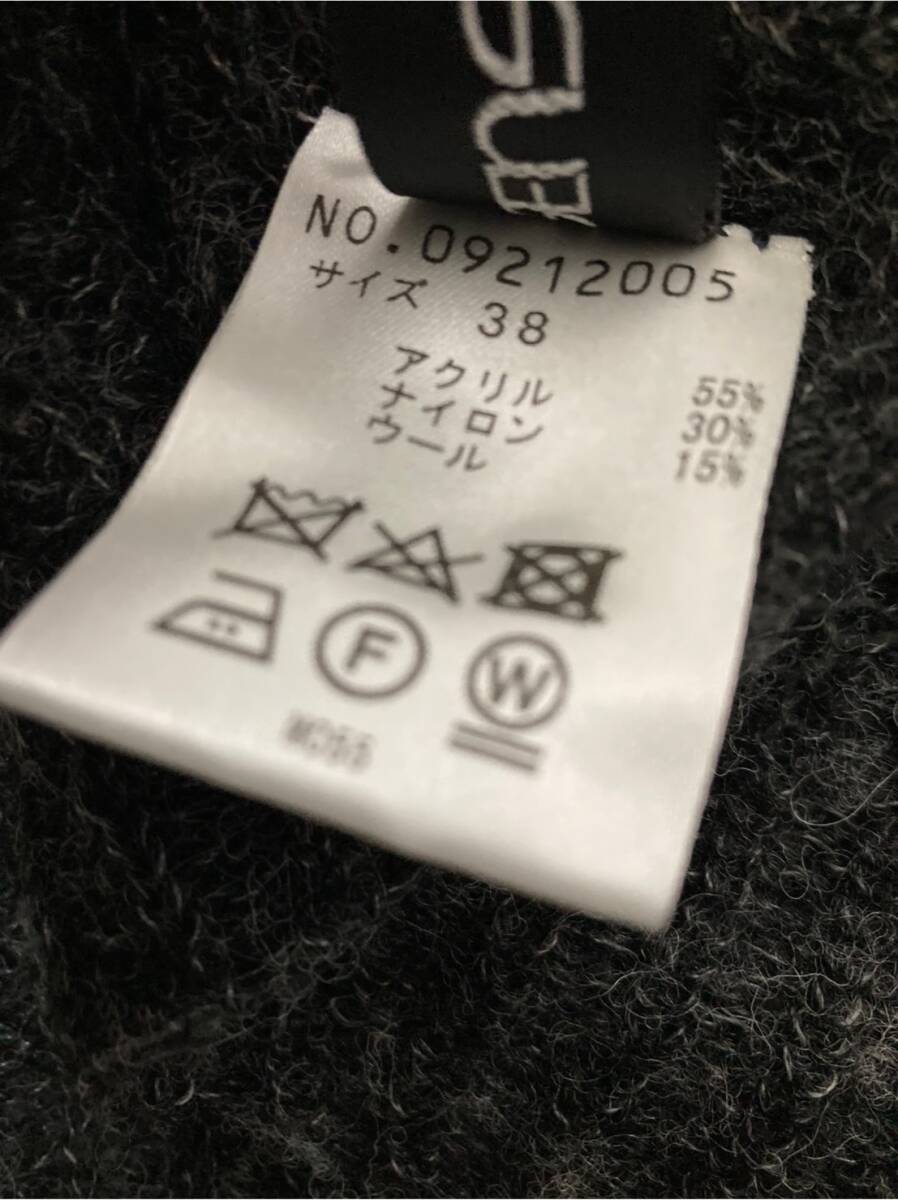 NO.09212005
サイズ 38
アクリル 55%
ナイロン 30%
ウール 15%
F W